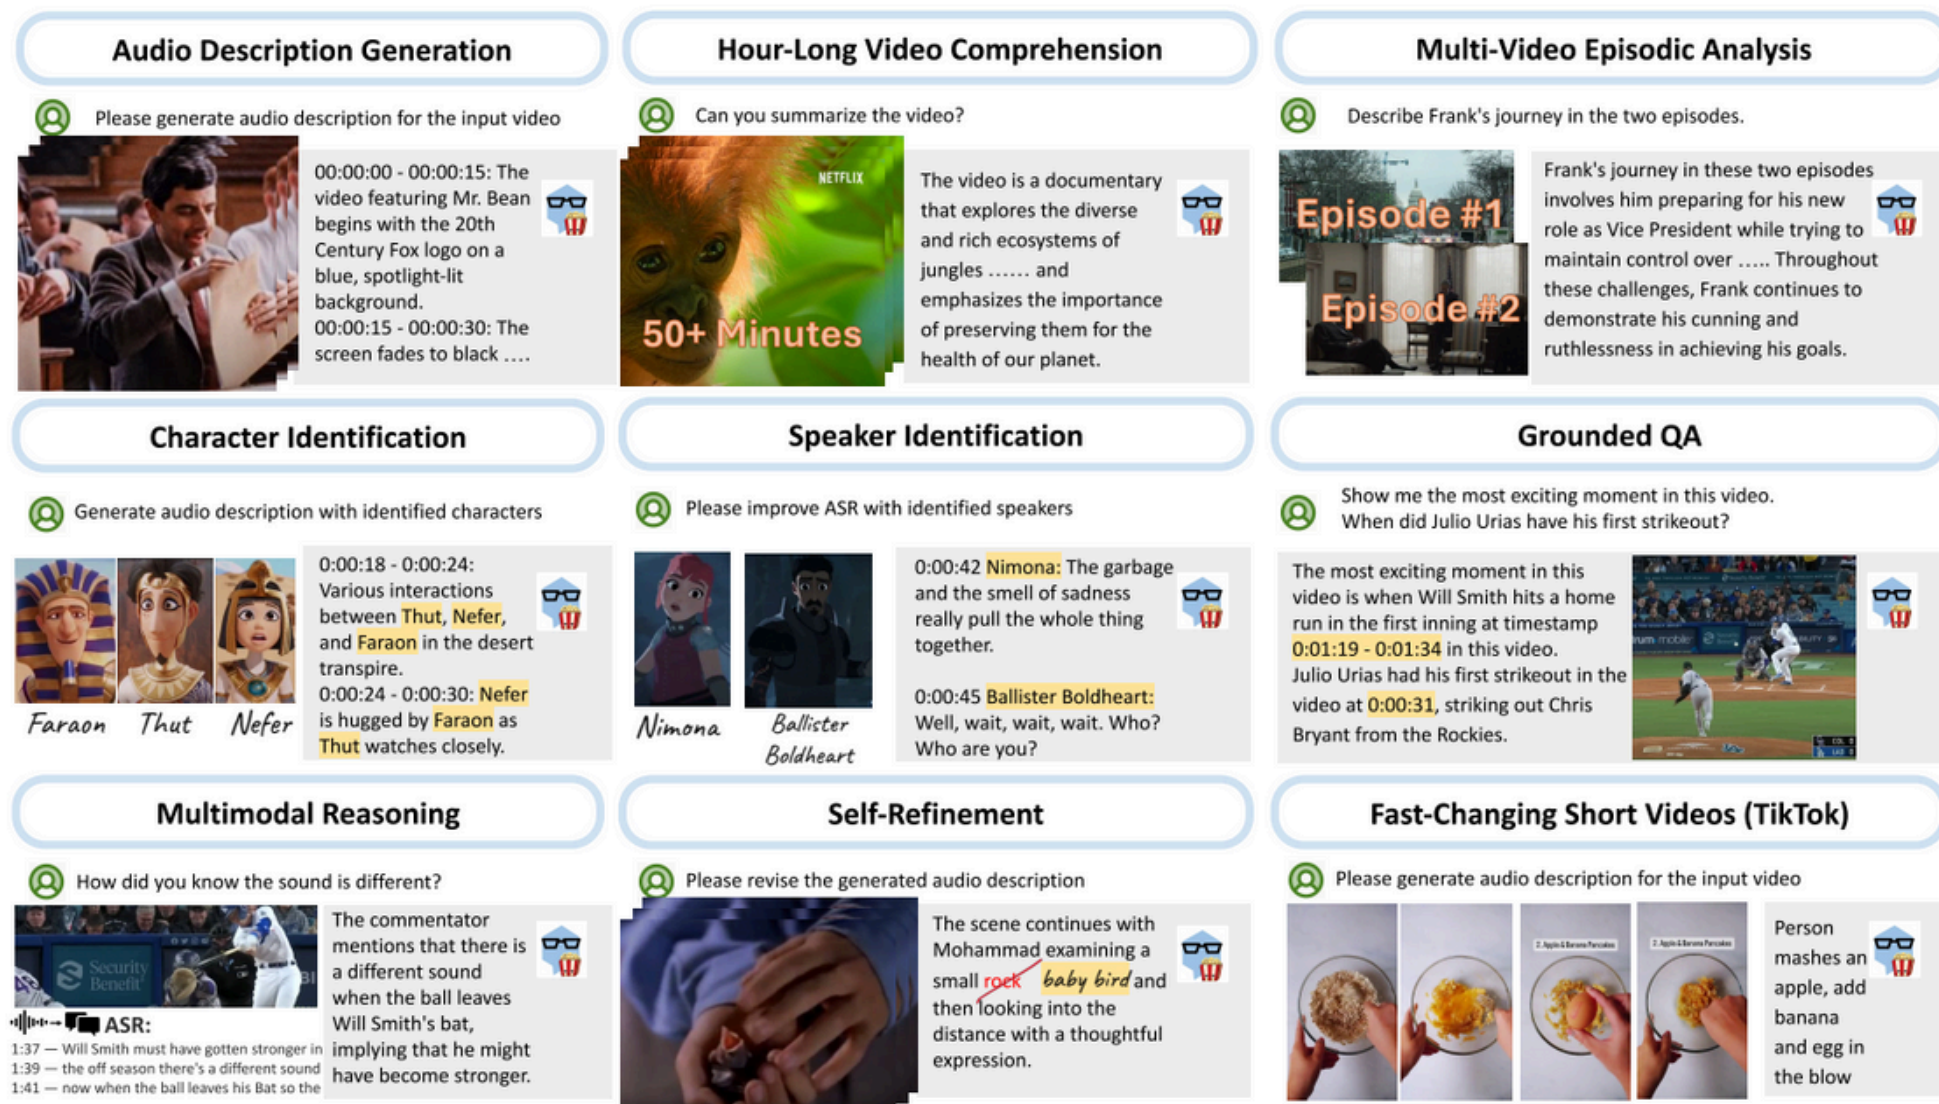 Audio Description Generation
Please generate audio description for the input video
00:00:00 - 00:00:15: The
video featuring Mr. Bean
begins with the 20th
Century Fox logo on a
blue, spotlight-lit
background.
00:00:15 - 00:00:30: The
screen fades to black ....
Hour-Long Video Comprehension
Can you summarize the video?
NETFLIX
50+ Minutes
The video is a documentary
that explores the diverse
and rich ecosystems of
jungles ...... and
emphasizes the importance
of preserving them for the
health of our planet.
Multi-Video Episodic Analysis
Describe Frank's journey in the two episodes.
Episode #1
Episode #2
Frank's journey in these two episodes
involves him preparing for his new
role as Vice President while trying to
maintain control over ..... Throughout
these challenges, Frank continues to
demonstrate his cunning and
ruthlessness in achieving his goals.
Character Identification
Generate audio description with identified characters
Faraon
Thut
Nefer
0:00:18 - 0:00:24:
Various interactions
between Thut, Nefer,
and Faraon in the desert
transpire.
0:00:24 - 0:00:30: Nefer
is hugged by Faraon as
Thut watches closely.
Speaker Identification
Please improve ASR with identified speakers
Nimona
Ballister
Boldheart
0:00:42 Nimona: The garbage
and the smell of sadness
really pull the whole thing
together.
0:00:45 Ballister Boldheart:
Well, wait, wait, wait. Who?
Who are you?
Grounded QA
Show me the most exciting moment in this video.
When did Julio Urias have his first strikeout?
The most exciting moment in this
video is when Will Smith hits a home
run in the first inning at timestamp
0:01:19 - 0:01:34 in this video.
Julio Urias had his first strikeout in the
video at 0:00:31, striking out Chris
Bryant from the Rockies.
Multimodal Reasoning
How did you know the sound is different?
Security
Benefit
ASR:
1:37 — Will Smith must have gotten stronger in
1:39 — the off season there's a different sound
1:41 — now when the ball leaves his Bat so the
The commentator
mentions that there is
a different sound
when the ball leaves
Will Smith's bat,
implying that he might
have become stronger.
Self-Refinement
Please revise the generated audio description
The scene continues with
Mohammad examining a
small rock baby bird and
then looking into the
distance with a thoughtful
expression.
Fast-Changing Short Videos (TikTok)
Please generate audio description for the input video
2. Apple & Banana Pancakes
2. Apple & Banana Pancakes
Person
mashes an
apple, add
banana
and egg in
the blow